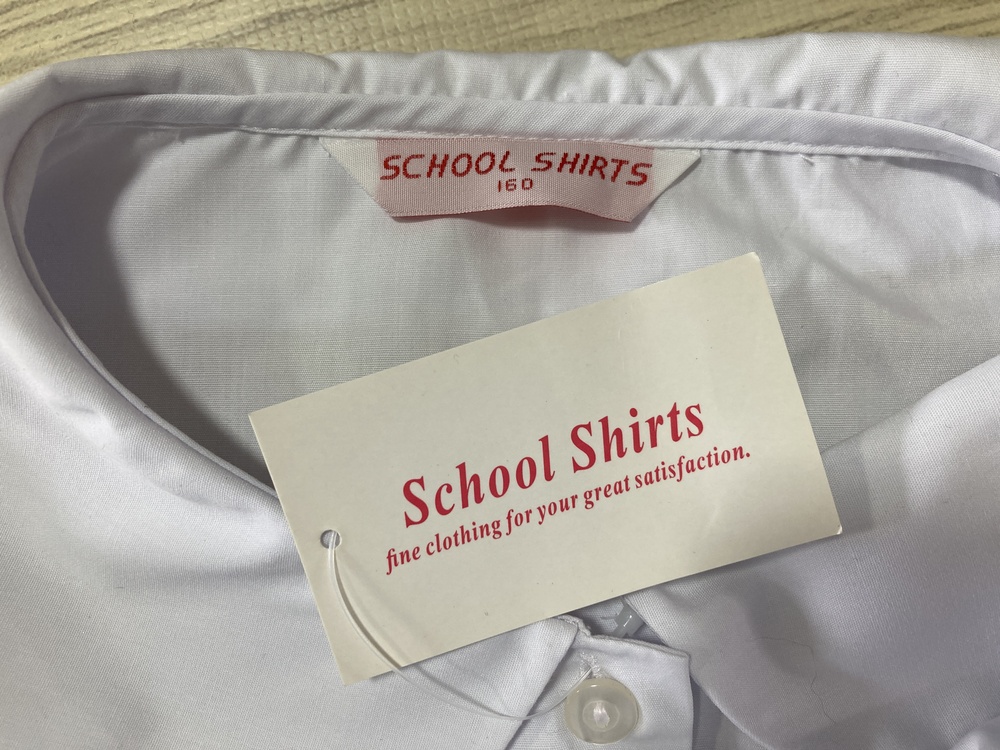 SCHOOL SHIRTS
160
School Shirts
fine clothing for your great satisfaction.